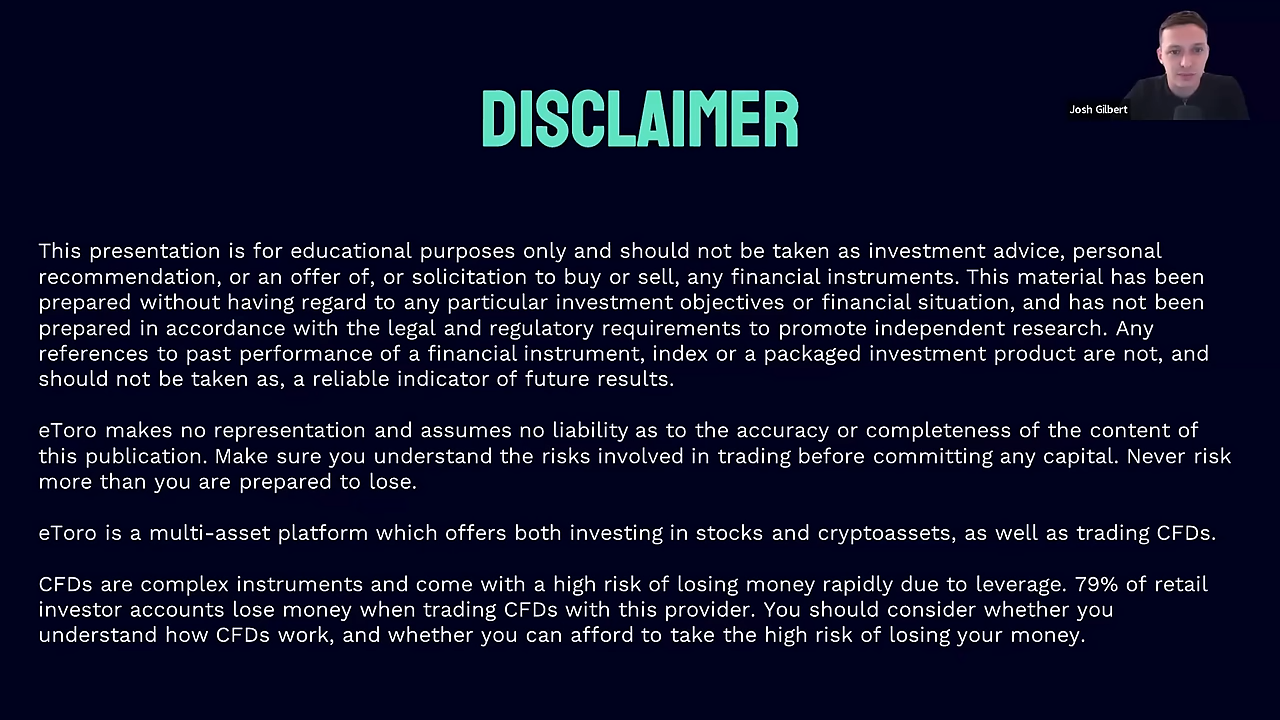 Josh Gilbert
DISCLAIMER
This presentation is for educational purposes only and should not be taken as investment advice, personal
recommendation, or an offer of, or solicitation to buy or sell, any financial instruments. This material has been
prepared without having regard to any particular investment objectives or financial situation, and has not been
prepared in accordance with the legal and regulatory requirements to promote independent research. Any
references to past performance of a financial instrument, index or a packaged investment product are not, and
should not be taken as, a reliable indicator of future results.
eToro makes no representation and assumes no liability as to the accuracy or completeness of the content of
this publication. Make sure you understand the risks involved in trading before committing any capital. Never risk
more than you are prepared to lose.
eToro is a multi-asset platform which offers both investing in stocks and cryptoassets, as well as trading CFDs.
CFDs are complex instruments and come with a high risk of losing money rapidly due to leverage. 79% of retail
investor accounts lose money when trading CFDs with this provider. You should consider whether you
understand how CFDs work, and whether you can afford to take the high risk of losing your money.